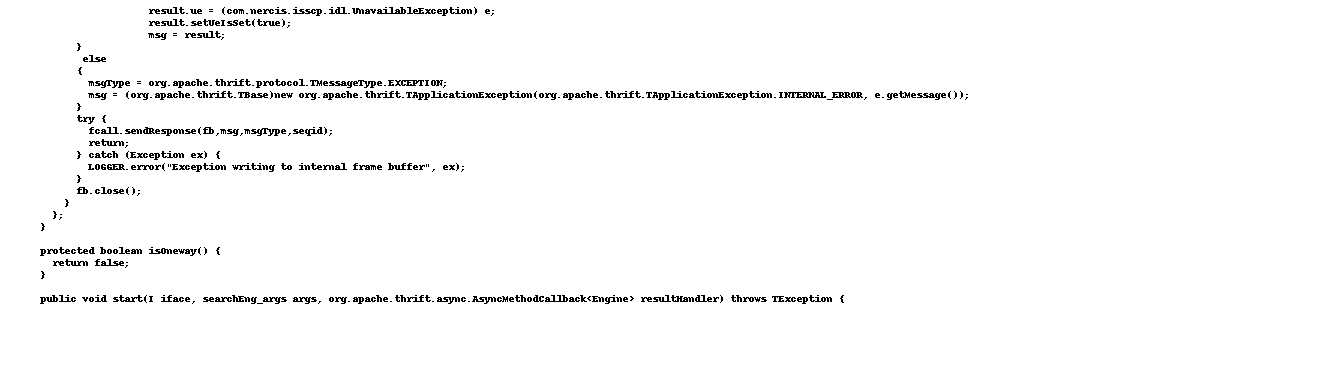 result.ue = (com.nercis.isscp.idl.UnavailableException) e;
result.setUeIsSet(true);
msg = result;
}
else
{
msgType = org.apache.thrift.protocol.TMessageType.EXCEPTION;
msg = (org.apache.thrift.TBase)new org.apache.thrift.TApplicationException(org.apache.thrift.TApplicationException.INTERNAL_ERROR, e.getMessage());
}
try {
fcall.sendResponse(fb,msg,msgType,seqid);
return;
} catch (Exception ex) {
LOGGER.error("Exception writing to internal frame buffer", ex);
}
fb.close();
}
};
}
protected boolean isOneway() {
return false;
}
public void start(I iface, searchEng_args args, org.apache.thrift.async.AsyncMethodCallback<Engine> resultHandler) throws TException {